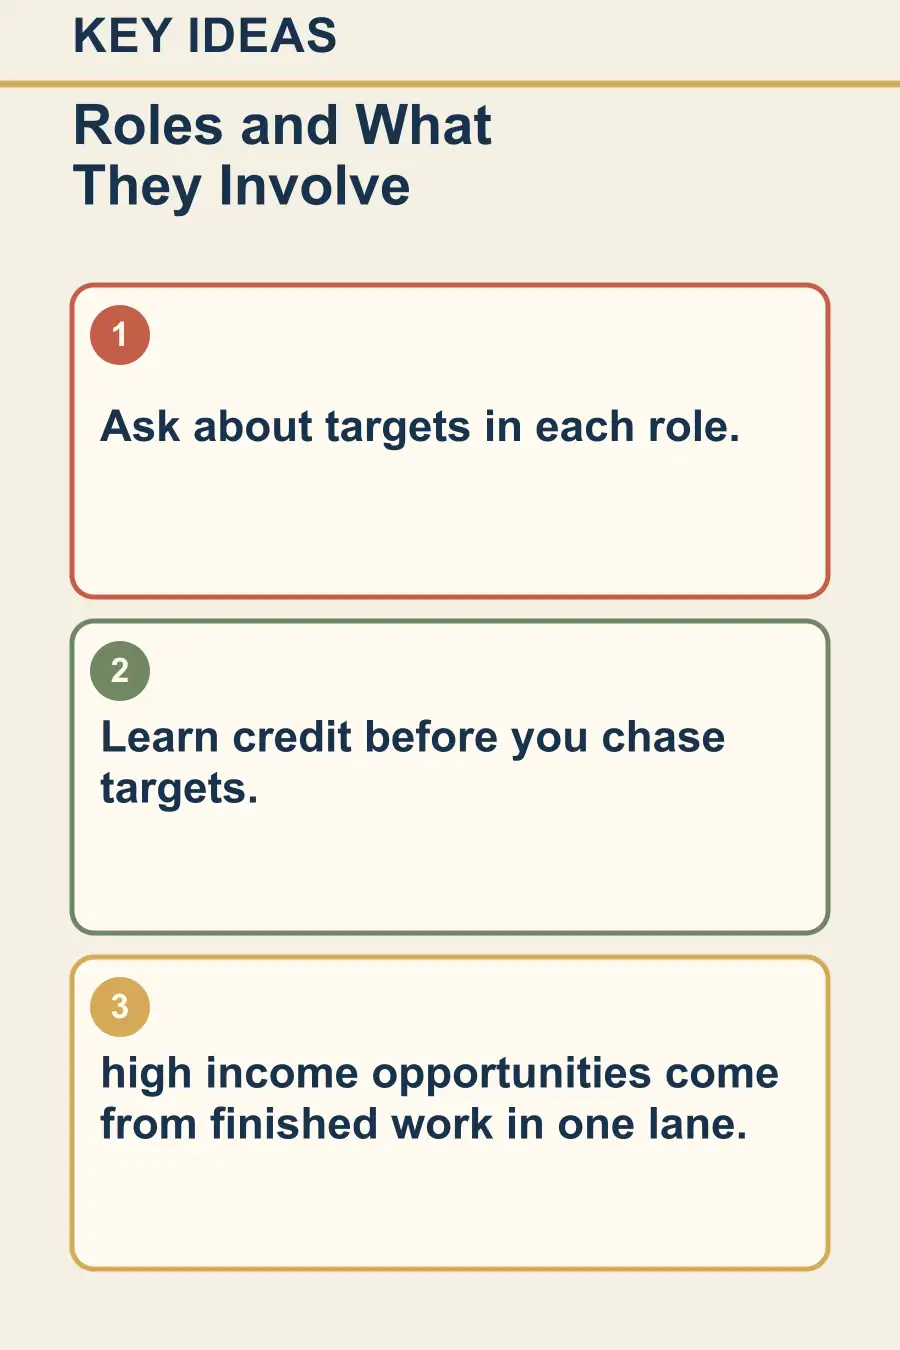 KEY IDEAS
Roles and What
They Involve
1
Ask about targets in each role.
2
Learn credit before you chase
targets.
3
high income opportunities come
from finished work in one lane.